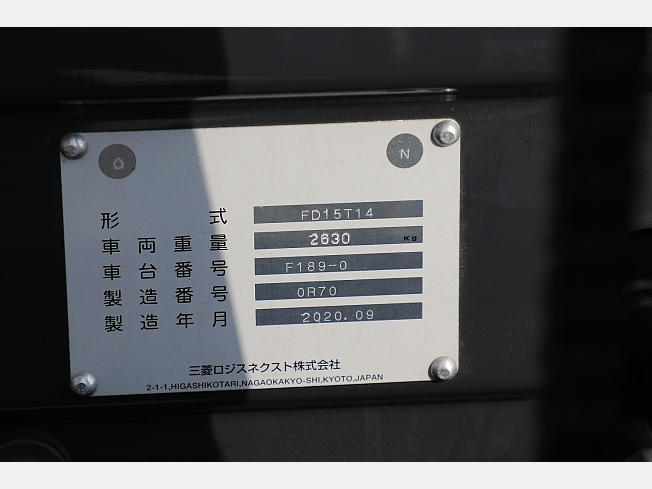 N
形式 FD15T14
車両重量 2630 Kg
車台番号 F189-0
製造番号 0R70
製造年月 2020.09
三菱ロジスネクスト株式会社
2-1-1,HIGASHIKOTARI,NAGAOKAKYO-SHI,KYOTO,JAPAN